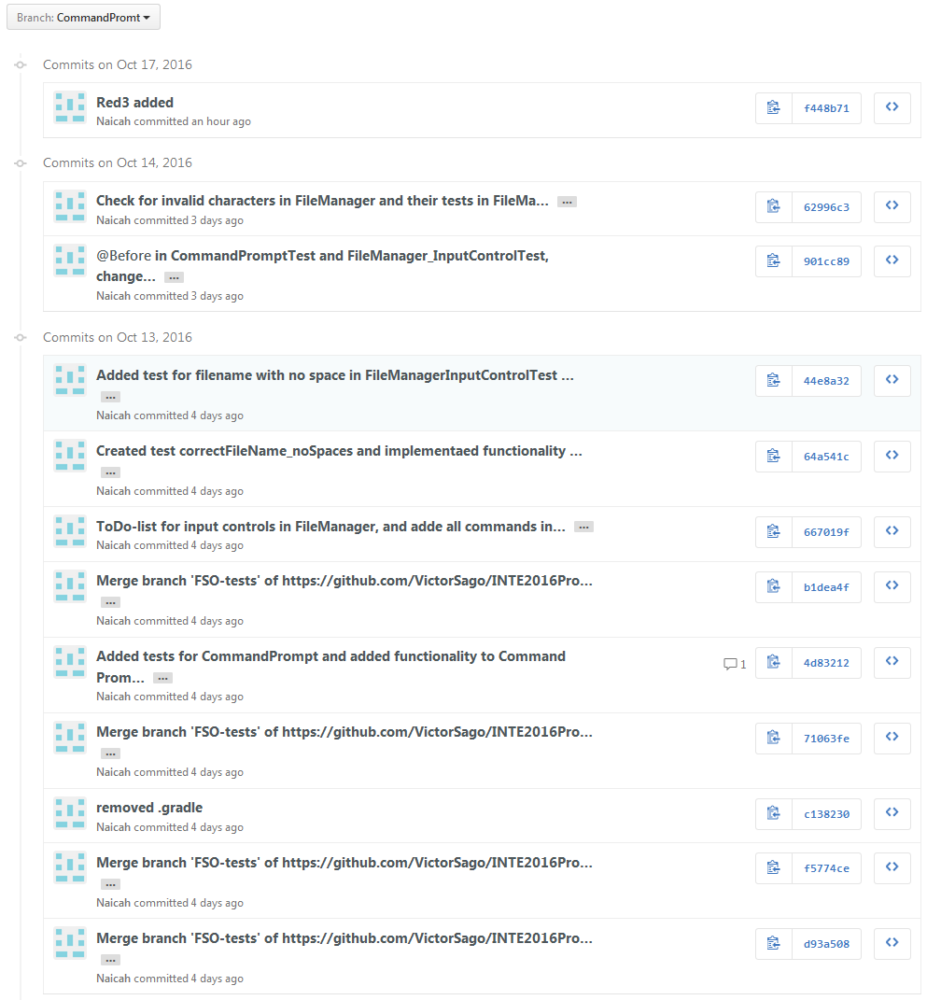 Branch: CommandPromt
Commits on Oct 17, 2016
Red3 added
Naicah committed an hour ago
f448b71
Commits on Oct 14, 2016
Check for invalid characters in FileManager and their tests in FileMa... ...
Naicah committed 3 days ago
62996c3
@Before in CommandPromptTest and FileManager_InputControlTest,
change... ...
Naicah committed 3 days ago
901cc89
Commits on Oct 13, 2016
Added test for filename with no space in FileManagerInputControlTest ...
...
Naicah committed 4 days ago
44e8a32
Created test correctFileName_noSpaces and implementaed functionality ...
...
Naicah committed 4 days ago
64a541c
ToDo-list for input controls in FileManager, and adde all commands in... ...
Naicah committed 4 days ago
667019f
Merge branch 'FSO-tests' of https://github.com/VictorSago/INTE2016Pro...
...
Naicah committed 4 days ago
b1dea4f
Added tests for CommandPrompt and added functionality to Command
Prom... ...
Naicah committed 4 days ago
1
4d83212
Merge branch 'FSO-tests' of https://github.com/VictorSago/INTE2016Pro...
...
Naicah committed 4 days ago
71063fe
removed .gradle
Naicah committed 4 days ago
c138230
Merge branch 'FSO-tests' of https://github.com/VictorSago/INTE2016Pro...
...
Naicah committed 4 days ago
f5774ce
Merge branch 'FSO-tests' of https://github.com/VictorSago/INTE2016Pro...
...
Naicah committed 4 days ago
d93a508